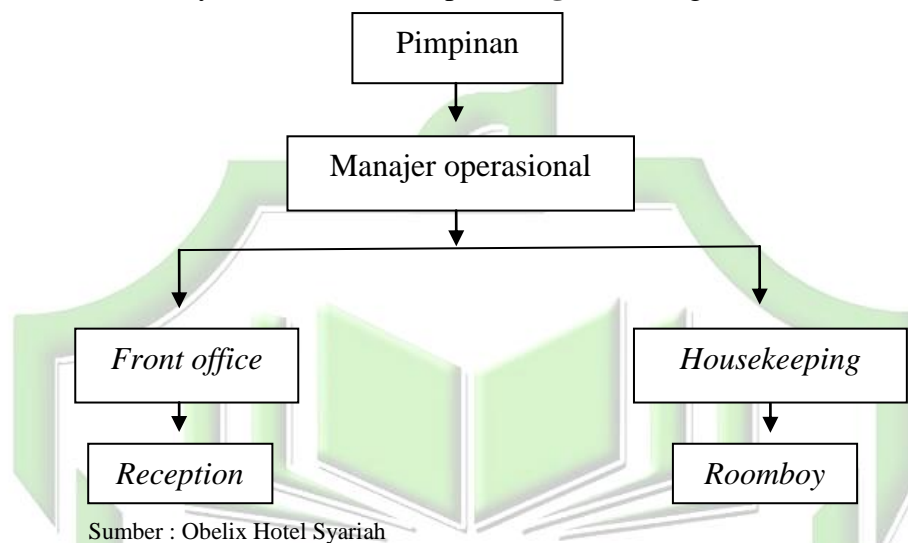 Pimpinan
Manajer operasional
Front office
Housekeeping
Reception
Roomboy
Sumber : Obelix Hotel Syariah